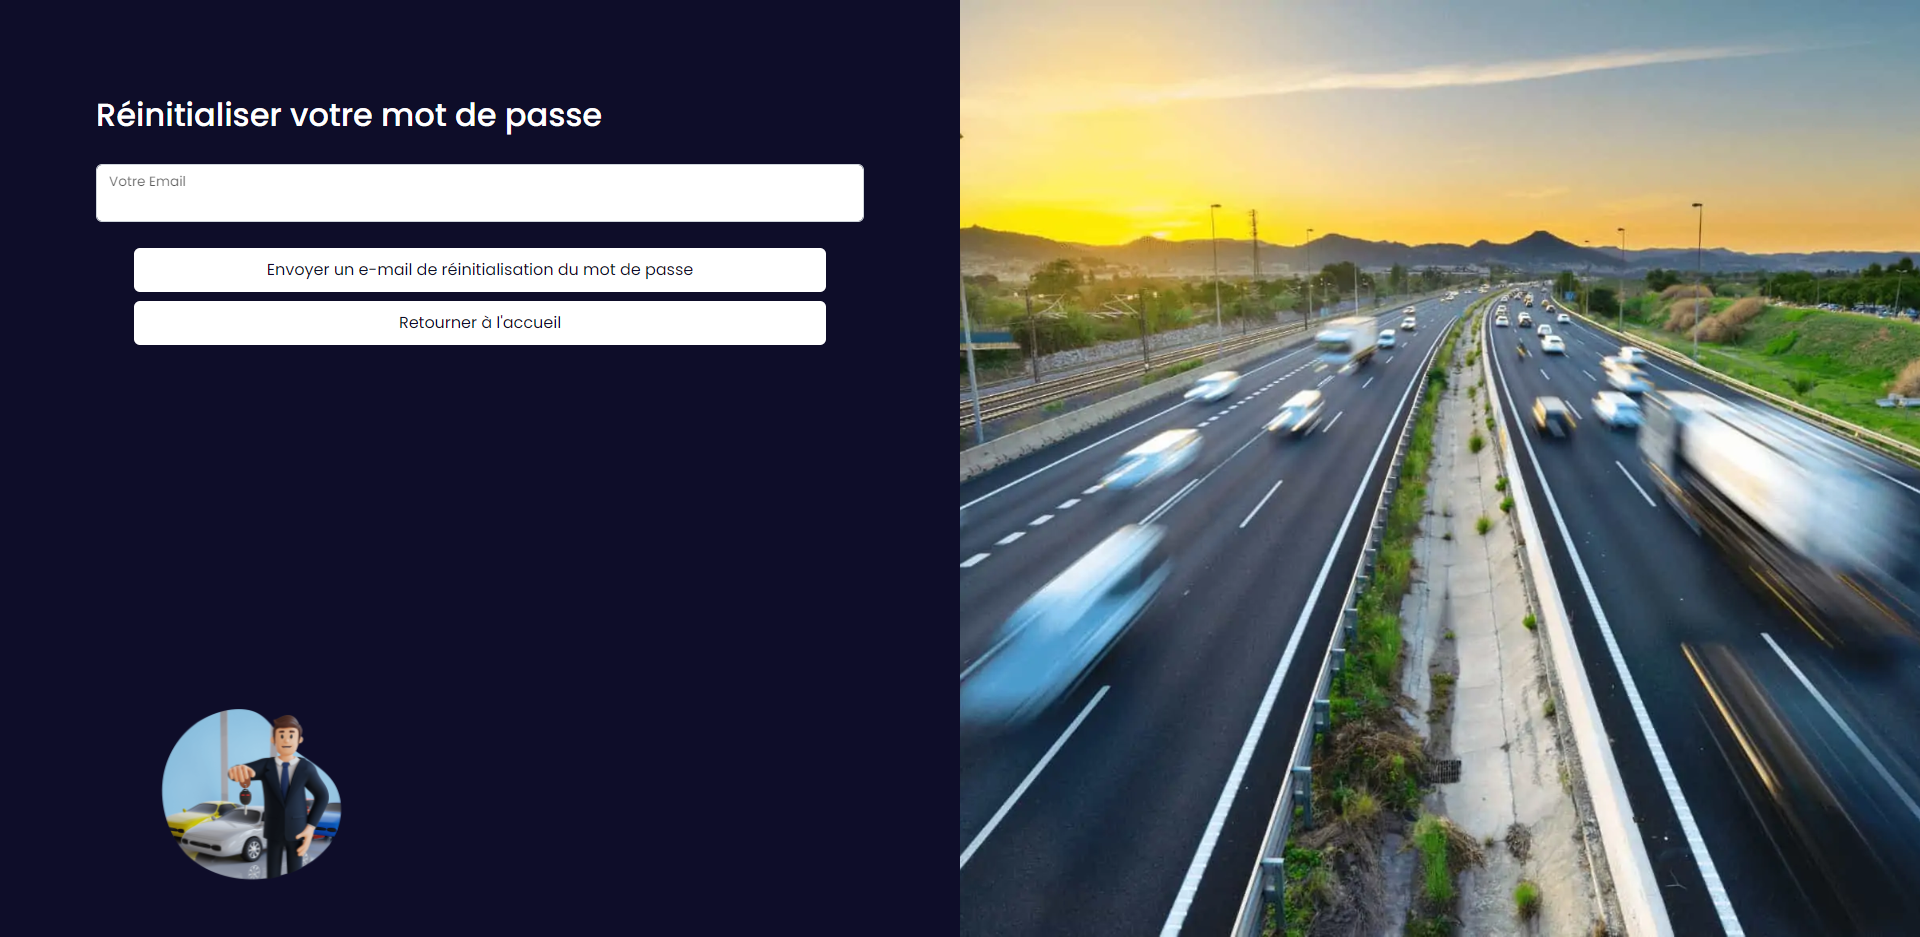 Réinitialiser votre mot de passe
Votre Email
Envoyer un e-mail de réinitialisation du mot de passe
Retourner à l'accueil